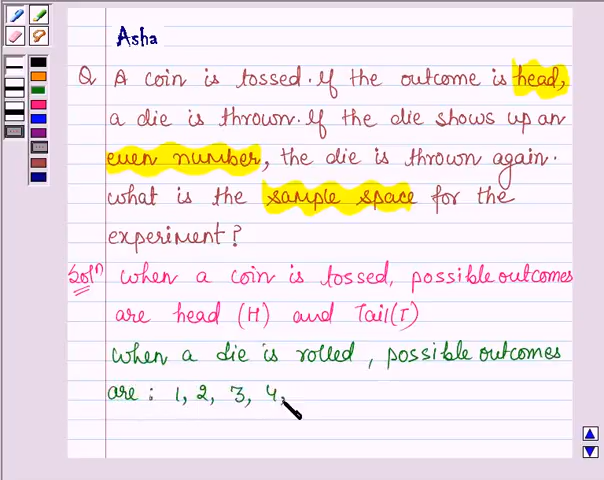 Asha
Q A coin is tossed. If the outcome is head,
a die is thrown. If the die shows up an
even number, the die is thrown again.
what is the sample space for the
experiment?
Solⁿ when a coin is tossed, possible outcomes
are head (H) and Tail(T)
when a die is rolled, possible outcomes
are : 1, 2, 3, 4,